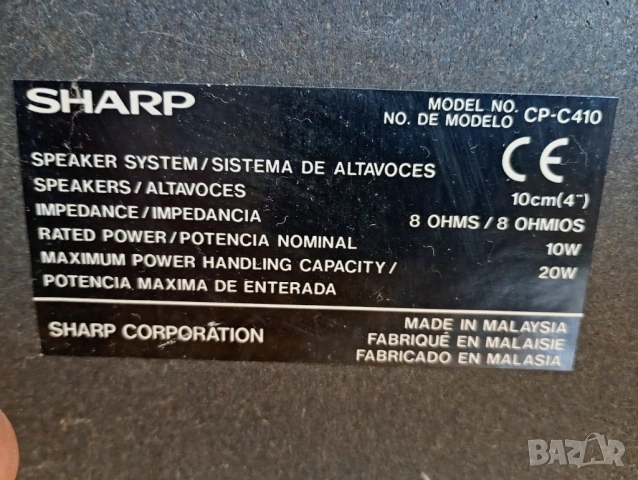 SHARP
MODEL NO.
NO. DE MODELO CP-C410
CE
SPEAKER SYSTEM/SISTEMA DE ALTAVOCES
SPEAKERS/ALTAVOCES 10cm(4")
IMPEDANCE/IMPEDANCIA 8 OHMS/8 OHMIOS
RATED POWER/POTENCIA NOMINAL 10W
MAXIMUM POWER HANDLING CAPACITY/ 20W
POTENCIA MAXIMA DE ENTERADA
SHARP CORPORATION
MADE IN MALAYSIA
FABRIQUÉ EN MALAISIE
FABRICADO EN MALASIA
BAZAR